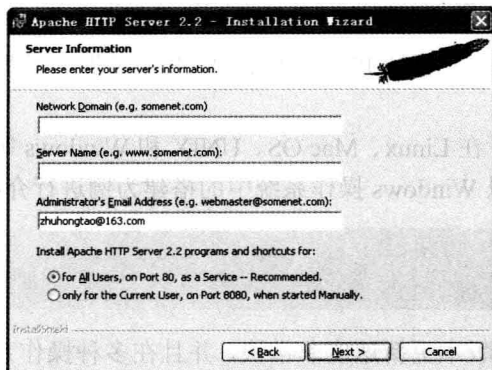 Apache HTTP Server 2.2 - Installation Wizard
Server Information
Please enter your server's information.
Network Domain (e.g. somenet.com)
Server Name (e.g. www.somenet.com):
Administrator's Email Address (e.g. webmaster@somenet.com):
zhuhongtao@163.com
Install Apache HTTP Server 2.2 programs and shortcuts for:
for All Users, on Port 80, as a Service -- Recommended.
only for the Current User, on Port 8080, when started Manually.
InstallShield
< Back
Next >
Cancel